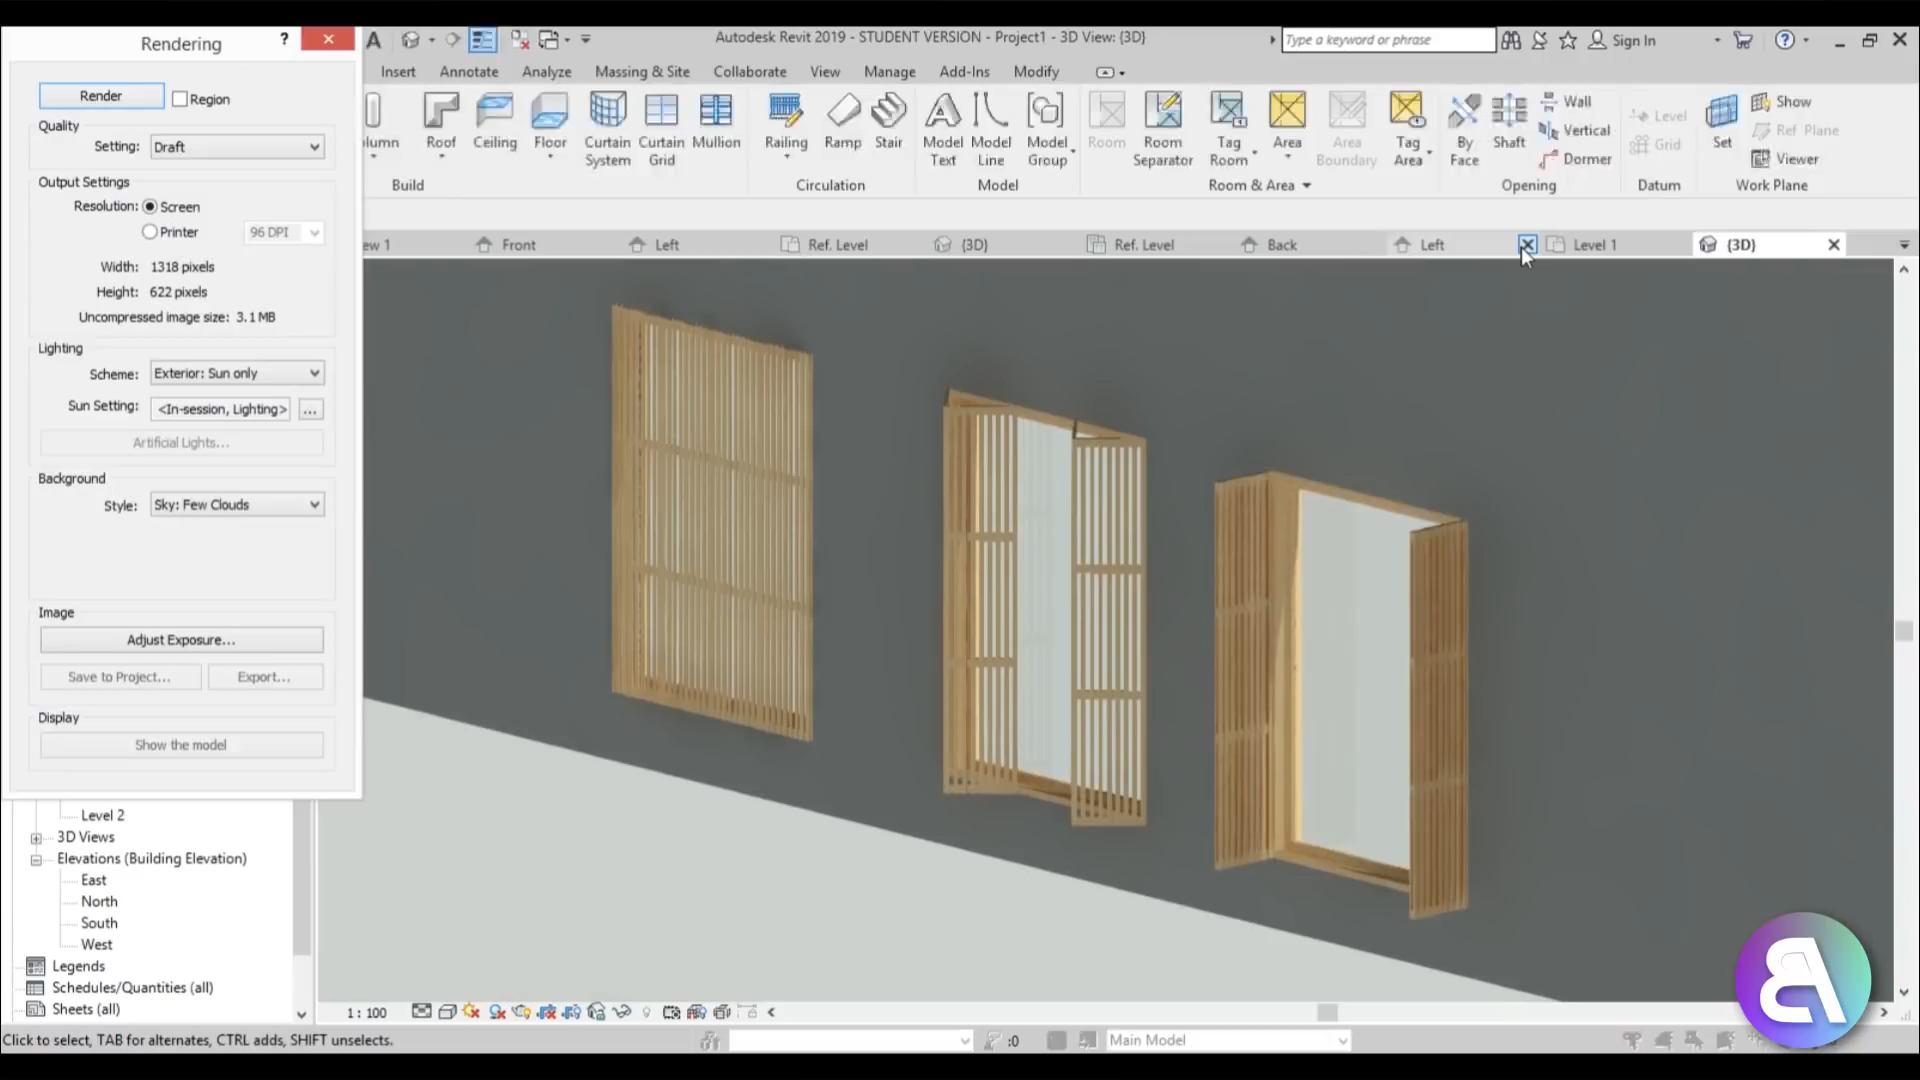 Rendering ?
Autodesk Revit 2019 - STUDENT VERSION - Project1 - 3D View: {3D}
Type a keyword or phrase
Sign In
Insert Annotate Analyze Massing & Site Collaborate View Manage Add-Ins Modify
Render
Region
Quality
Setting: Draft
Output Settings
Resolution: Screen
Printer 96 DPI
Width: 1318 pixels
Height: 622 pixels
Uncompressed image size: 3.1 MB
Lighting
Scheme: Exterior: Sun only
Sun Setting: <In-session, Lighting> ...
Artificial Lights...
Background
Style: Sky: Few Clouds
Image
Adjust Exposure...
Save to Project... Export...
Display
Show the model
lumn Roof Ceiling Floor Curtain System Curtain Grid Mullion
Railing Ramp Stair
Model Text Model Line Model Group
Room Room Separator Tag Room Area Area Boundary Tag Area
By Face Shaft Wall Vertical Dormer
Level Grid
Set Show Ref Plane Viewer
Build Circulation Model Room & Area Opening Datum Work Plane
ew 1 Front Left Ref. Level {3D} Ref. Level Back Left Level 1 {3D}
Level 2
3D Views
Elevations (Building Elevation)
East
North
South
West
Legends
Schedules/Quantities (all)
Sheets (all)
1 : 100
Click to select, TAB for alternates, CTRL adds, SHIFT unselects.
:0
Main Model